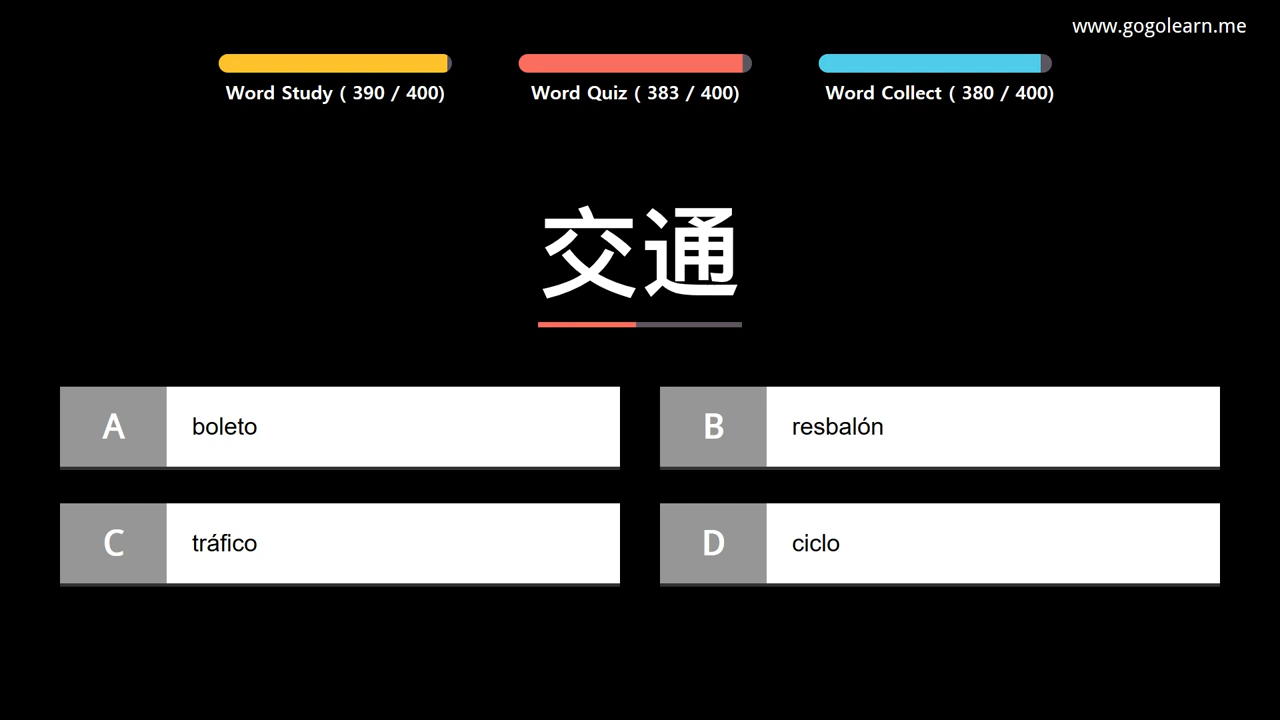 www.gogolearn.me
Word Study ( 390 / 400)
Word Quiz ( 383 / 400)
Word Collect ( 380 / 400)
交通
A boleto
B resbalón
C tráfico
D ciclo